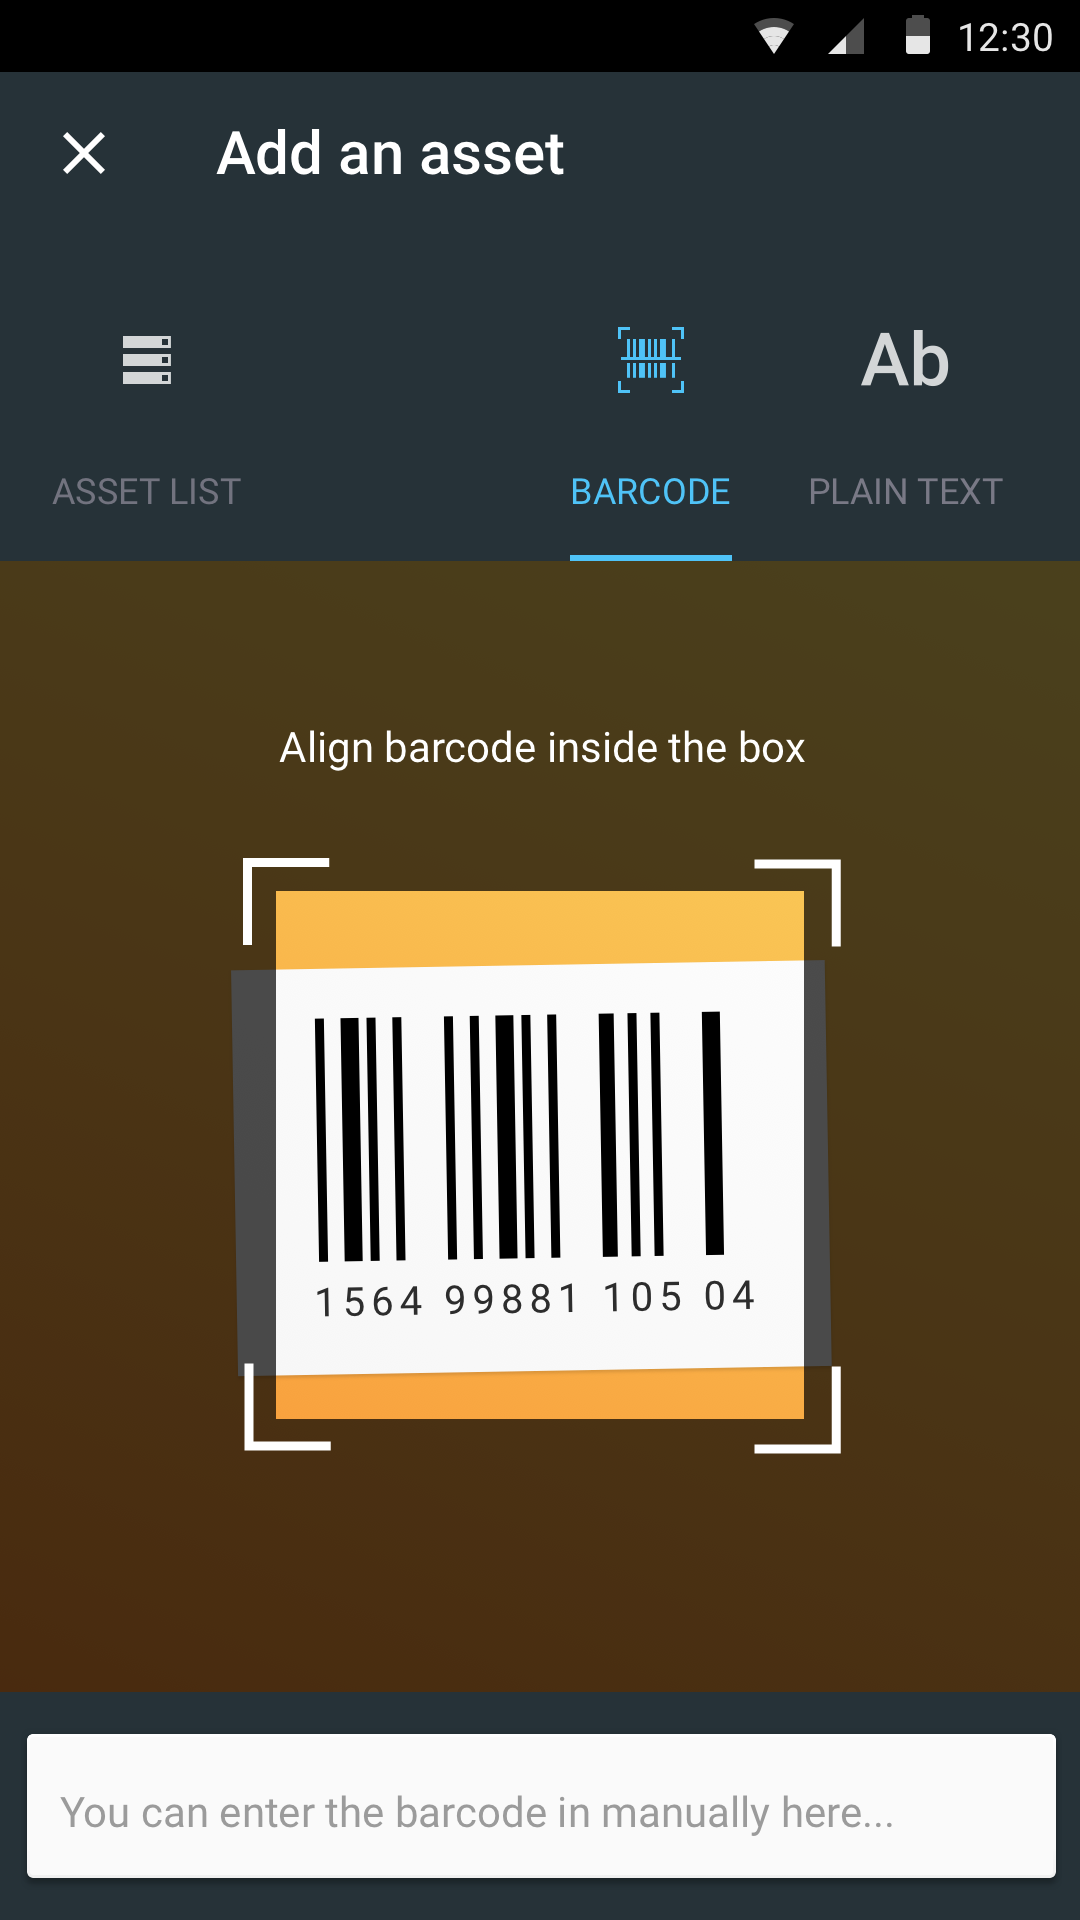 12:30
Add an asset
Ab
ASSET LIST BARCODE PLAIN TEXT
Align barcode inside the box
1564 99881 105 04
You can enter the barcode in manually here...